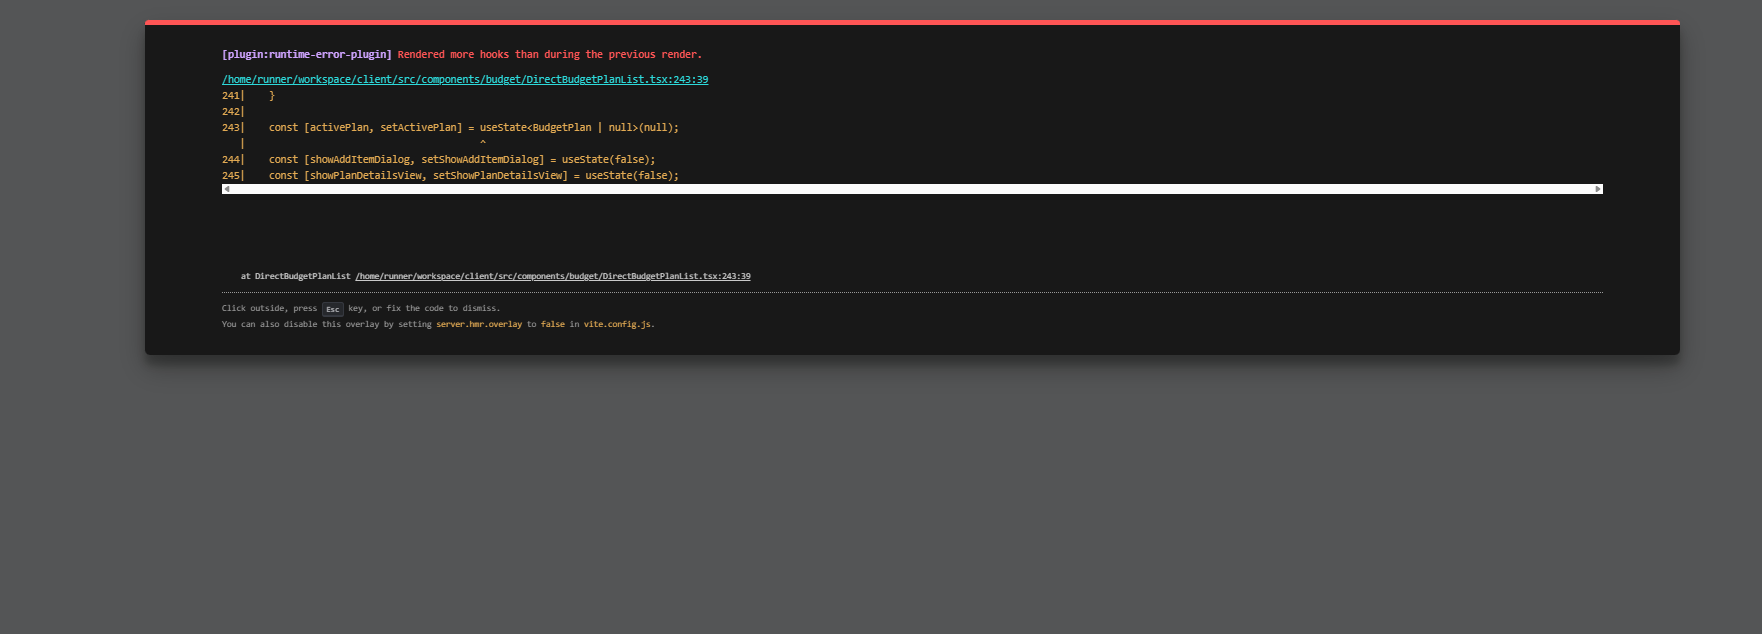 [plugin:runtime-error-plugin] Rendered more hooks than during the previous render.
/home/runner/workspace/client/src/components/budget/DirectBudgetPlanList.tsx:243:39
241|    }
242|
243|    const [activePlan, setActivePlan] = useState<BudgetPlan | null>(null);
   |                                        ^
244|    const [showAddItemDialog, setShowAddItemDialog] = useState(false);
245|    const [showPlanDetailsView, setShowPlanDetailsView] = useState(false);
at DirectBudgetPlanList /home/runner/workspace/client/src/components/budget/DirectBudgetPlanList.tsx:243:39
Click outside, press Esc key, or fix the code to dismiss.
You can also disable this overlay by setting server.hmr.overlay to false in vite.config.js.